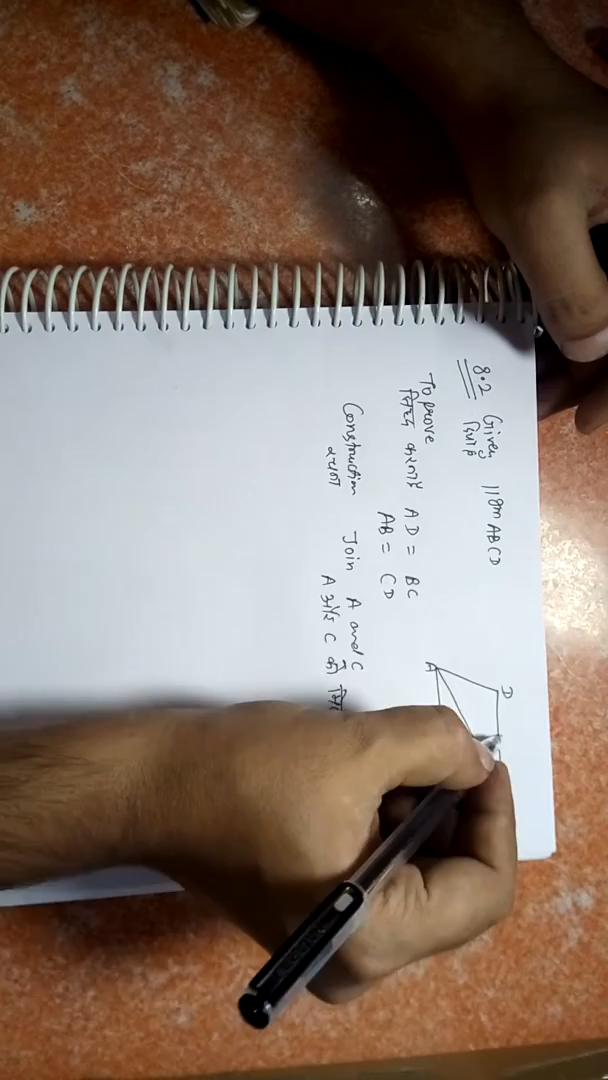 8.2 Given ||gm ABCD
दिया है
To prove
सिद्ध करना है AD = BC
AB = CD
Construction Join A and C
रचना A और C को
A
D